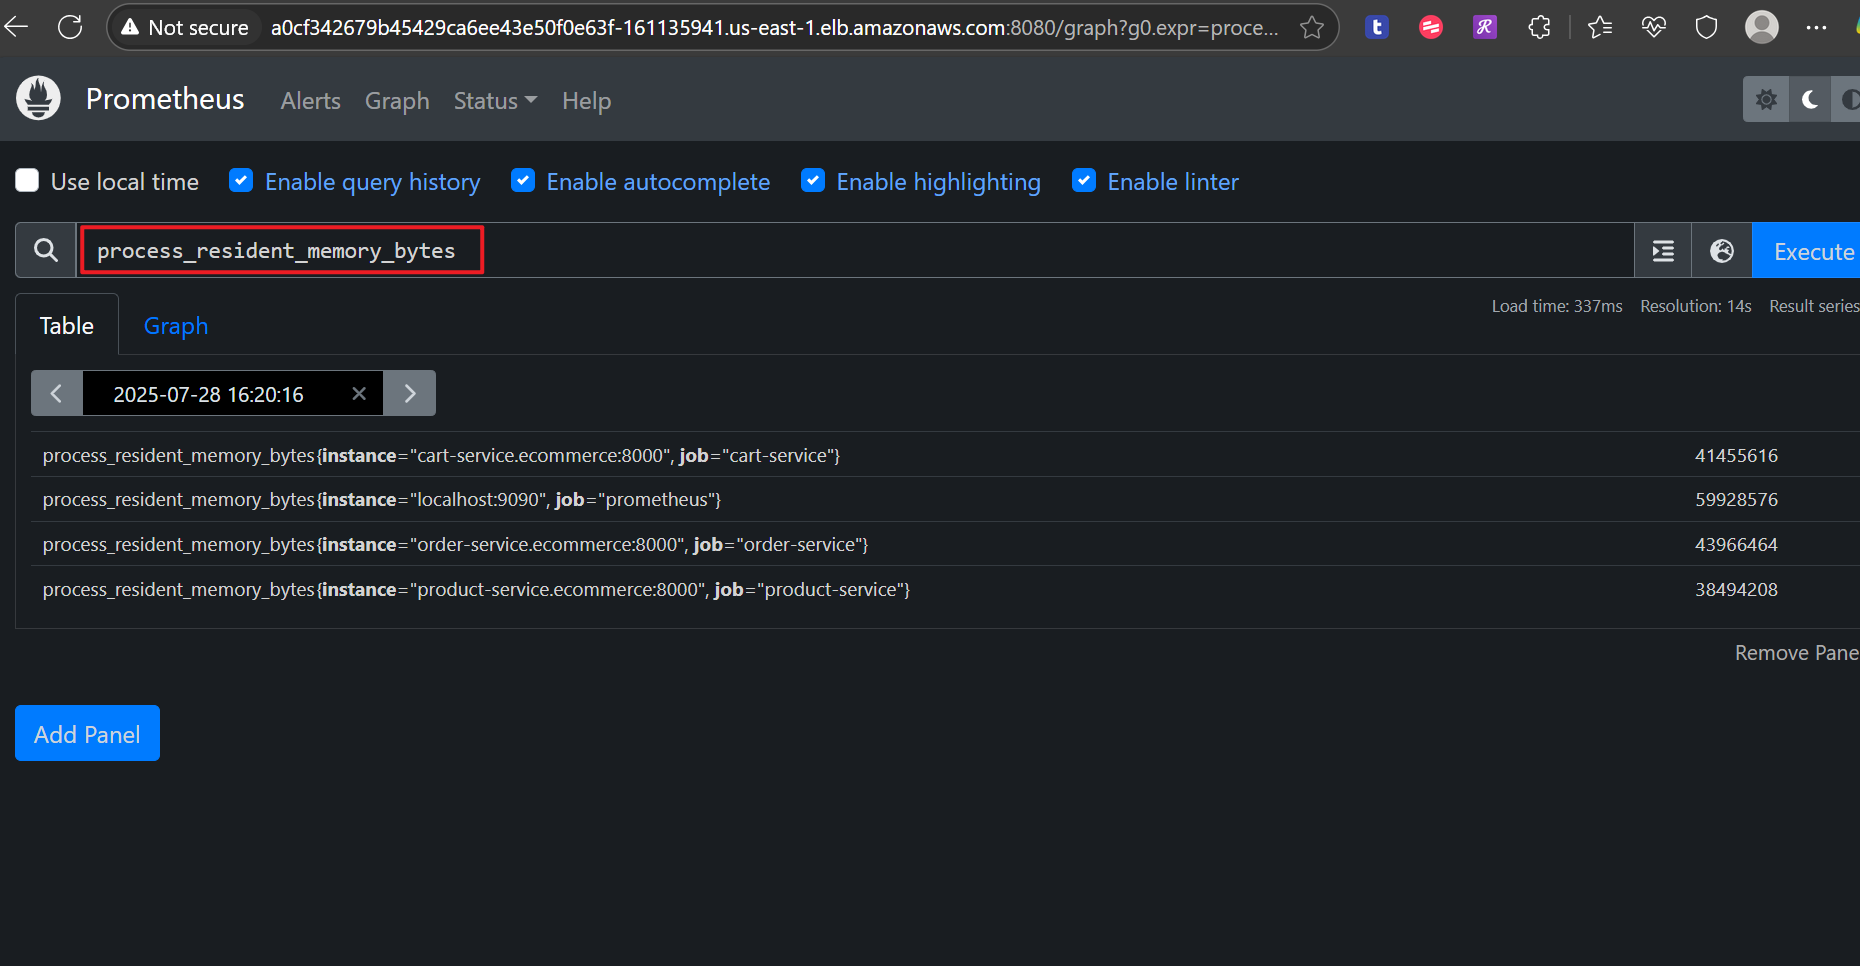 Not secure a0cf342679b45429ca6ee43e50f0e63f-161135941.us-east-1.elb.amazonaws.com:8080/graph?g0.expr=proce...
Prometheus Alerts Graph Status Help
Use local time Enable query history Enable autocomplete Enable highlighting Enable linter
process_resident_memory_bytes Execute
Table Graph Load time: 337ms Resolution: 14s Result series
2025-07-28 16:20:16
process_resident_memory_bytes{instance="cart-service.ecommerce:8000", job="cart-service"} 41455616
process_resident_memory_bytes{instance="localhost:9090", job="prometheus"} 59928576
process_resident_memory_bytes{instance="order-service.ecommerce:8000", job="order-service"} 43966464
process_resident_memory_bytes{instance="product-service.ecommerce:8000", job="product-service"} 38494208
Remove Pane
Add Panel